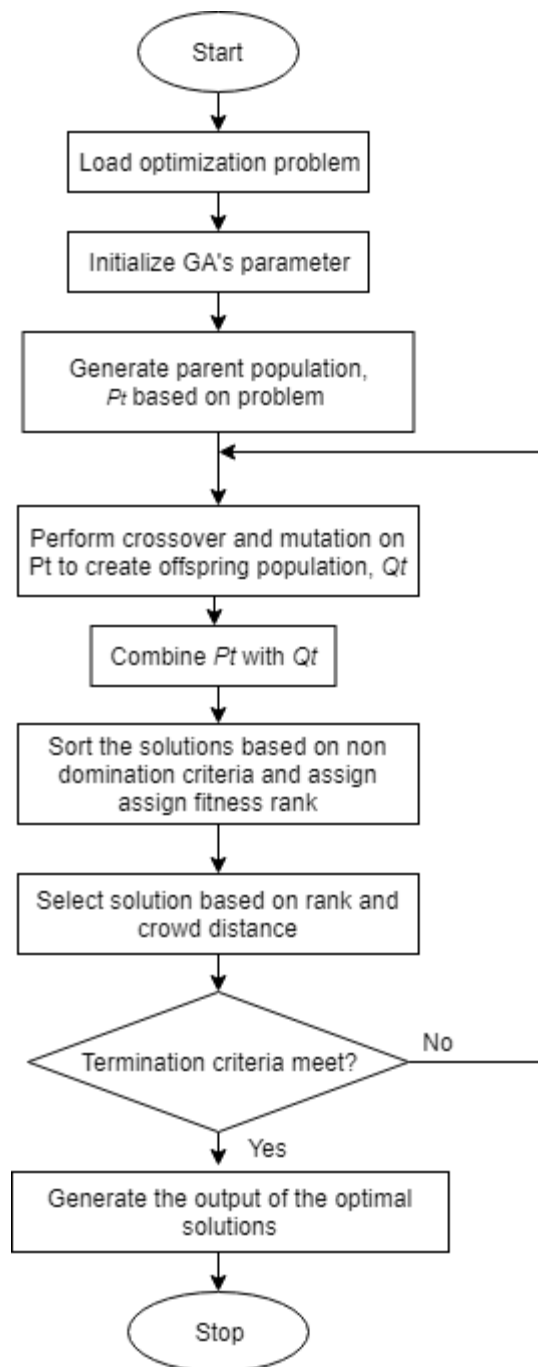 Start
Load optimization problem
Initialize GA's parameter
Generate parent population,
Pt based on problem
Perform crossover and mutation on
Pt to create offspring population, Qt
Combine Pt with Qt
Sort the solutions based on non
domination criteria and assign
assign fitness rank
Select solution based on rank and
crowd distance
Termination criteria meet?
No
Yes
Generate the output of the optimal
solutions
Stop